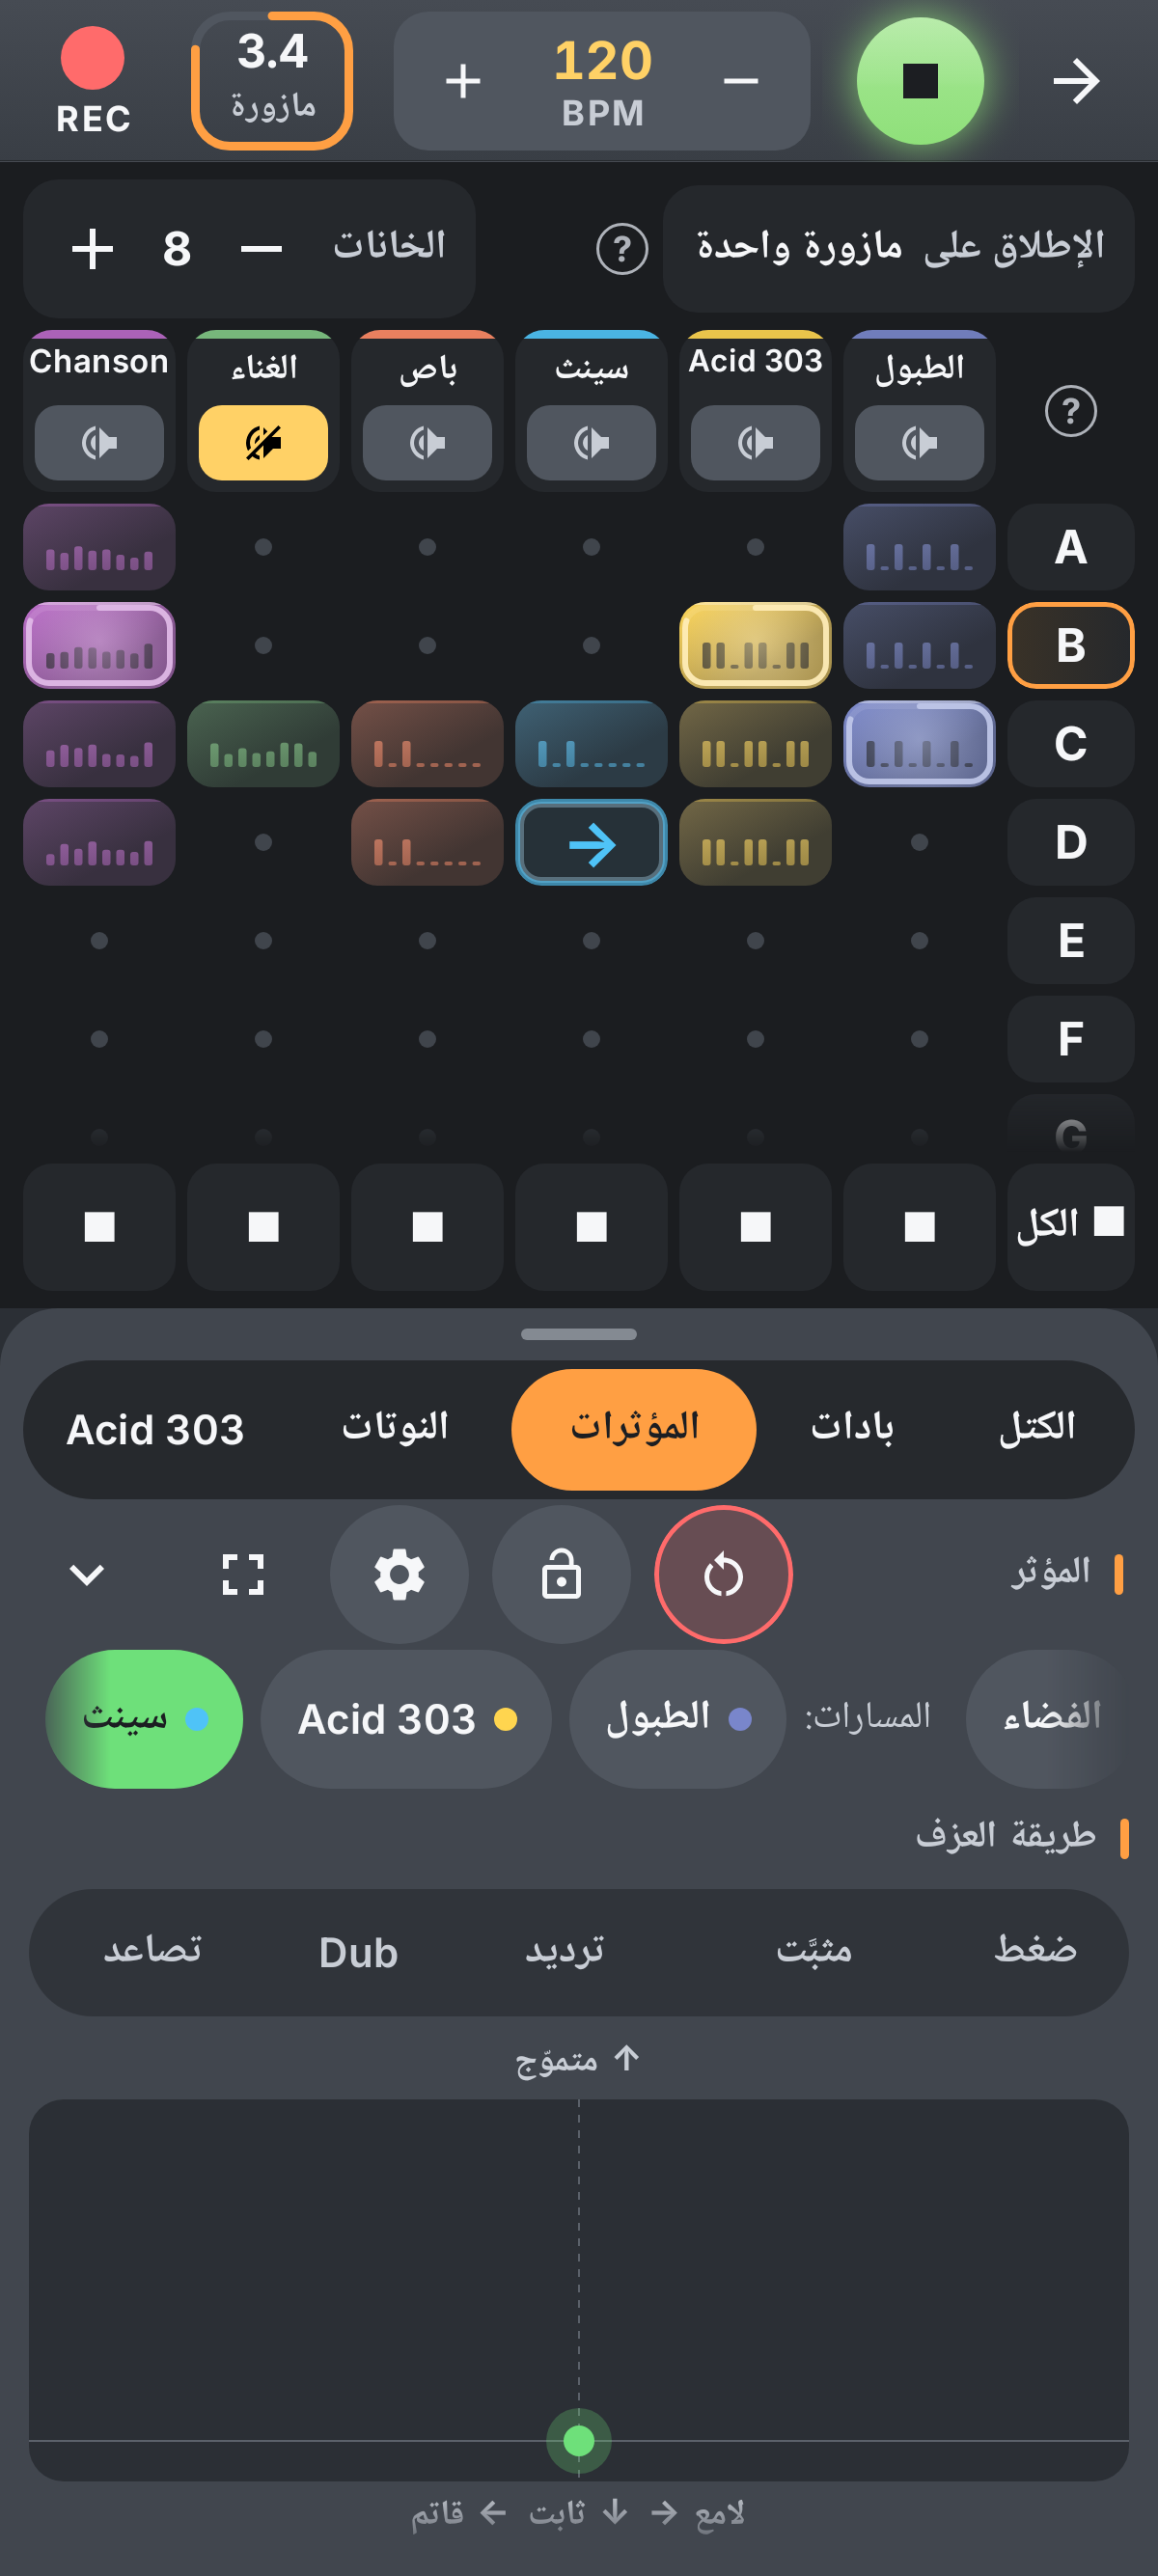 REC
3.4
مازورة
120
BPM
الإطلاق على مازورة واحدة
?
الخانات
8
?
الطبول
Acid 303
سينث
باص
الغناء
Chanson
A
B
C
D
E
F
G
الكل
الكتل
بادات
المؤثرات
النوتات
Acid 303
المؤثر
الفضاء
المسارات:
الطبول
Acid 303
سينث
طريقة العزف
ضغط
مثبَّت
ترديد
Dub
تصاعد
↑ متموّج
لامع → ↓ ثابت ← قاتم